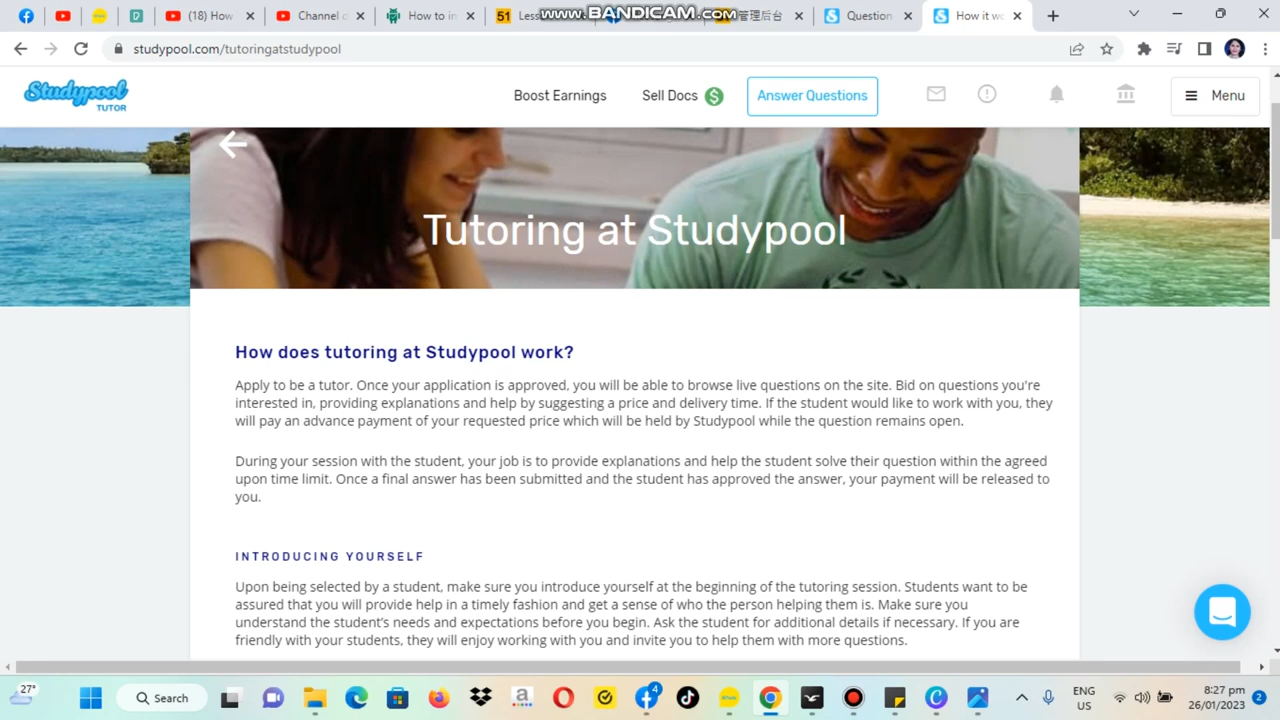 (18) How
Channel d
How to in
51
Less
www.BANDICAM.com
管理后台
Question
How it wo
studypool.com/tutoringatstudypool
Studypool
TUTOR
Boost Earnings
Sell Docs
$
Answer Questions
Menu
Tutoring at Studypool
How does tutoring at Studypool work?
Apply to be a tutor. Once your application is approved, you will be able to browse live questions on the site. Bid on questions you're
interested in, providing explanations and help by suggesting a price and delivery time. If the student would like to work with you, they
will pay an advance payment of your requested price which will be held by Studypool while the question remains open.
During your session with the student, your job is to provide explanations and help the student solve their question within the agreed
upon time limit. Once a final answer has been submitted and the student has approved the answer, your payment will be released to
you.
INTRODUCING YOURSELF
Upon being selected by a student, make sure you introduce yourself at the beginning of the tutoring session. Students want to be
assured that you will provide help in a timely fashion and get a sense of who the person helping them is. Make sure you
understand the student's needs and expectations before you begin. Ask the student for additional details if necessary. If you are
friendly with your students, they will enjoy working with you and invite you to help them with more questions.
27°
Search
4
ENG
US
8:27 pm
26/01/2023
2